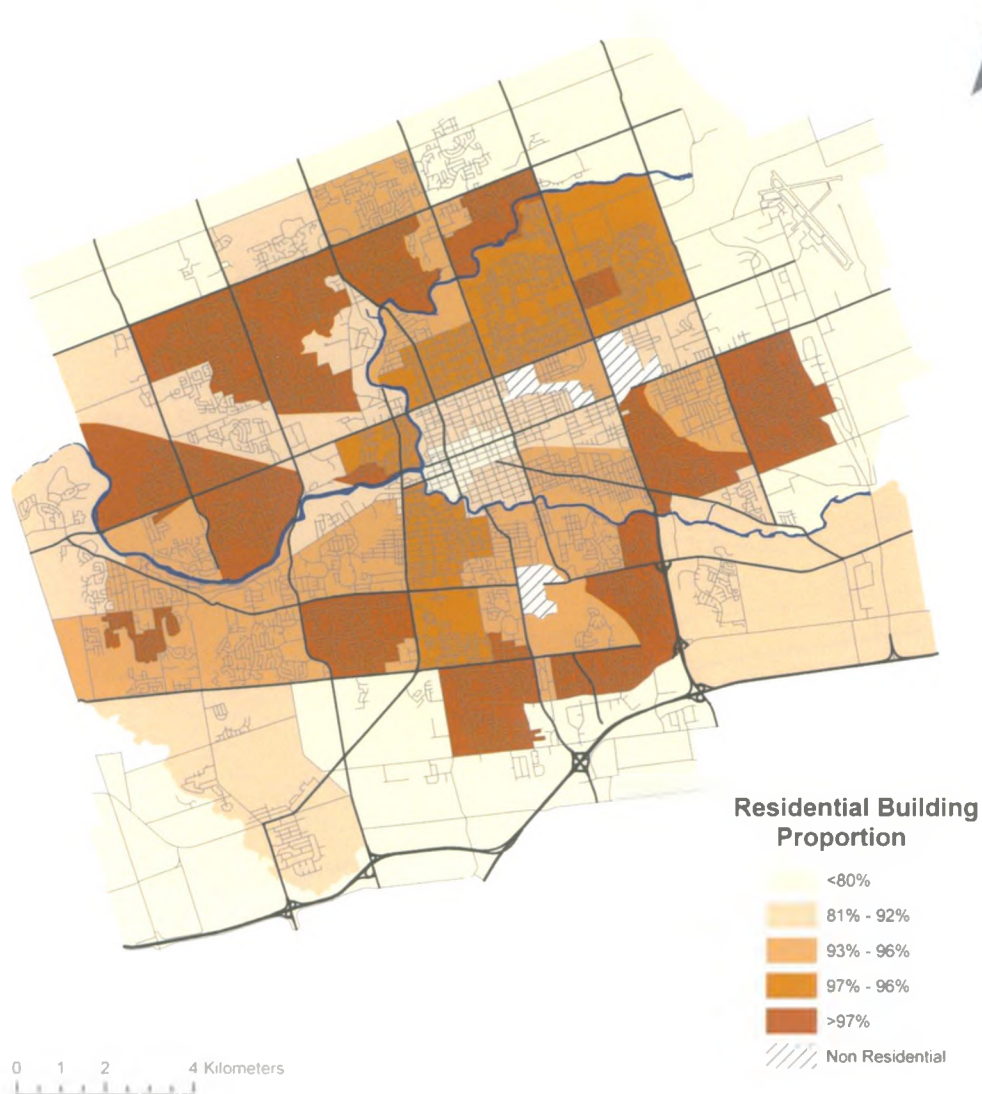 Residential Building
Proportion
<80%
81% - 92%
93% - 96%
97% - 96%
>97%
Non Residential
0 1 2 4 Kilometers